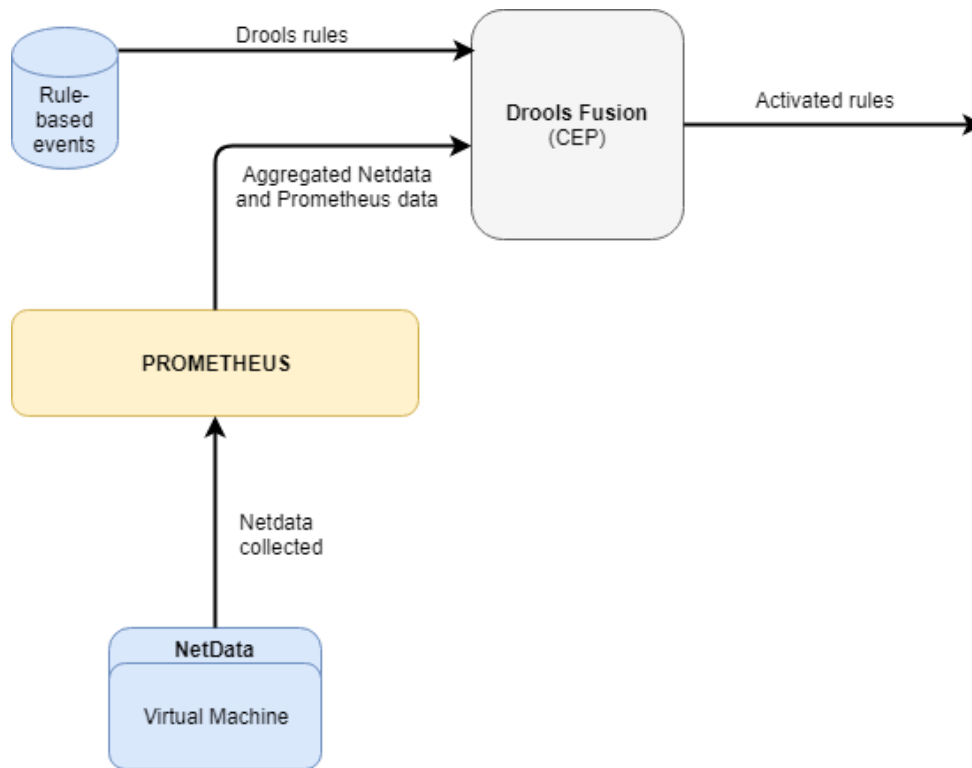 Drools rules
Rule-
based
events
Drools Fusion
(CEP)
Activated rules
Aggregated Netdata
and Prometheus data
PROMETHEUS
Netdata
collected
NetData
Virtual Machine